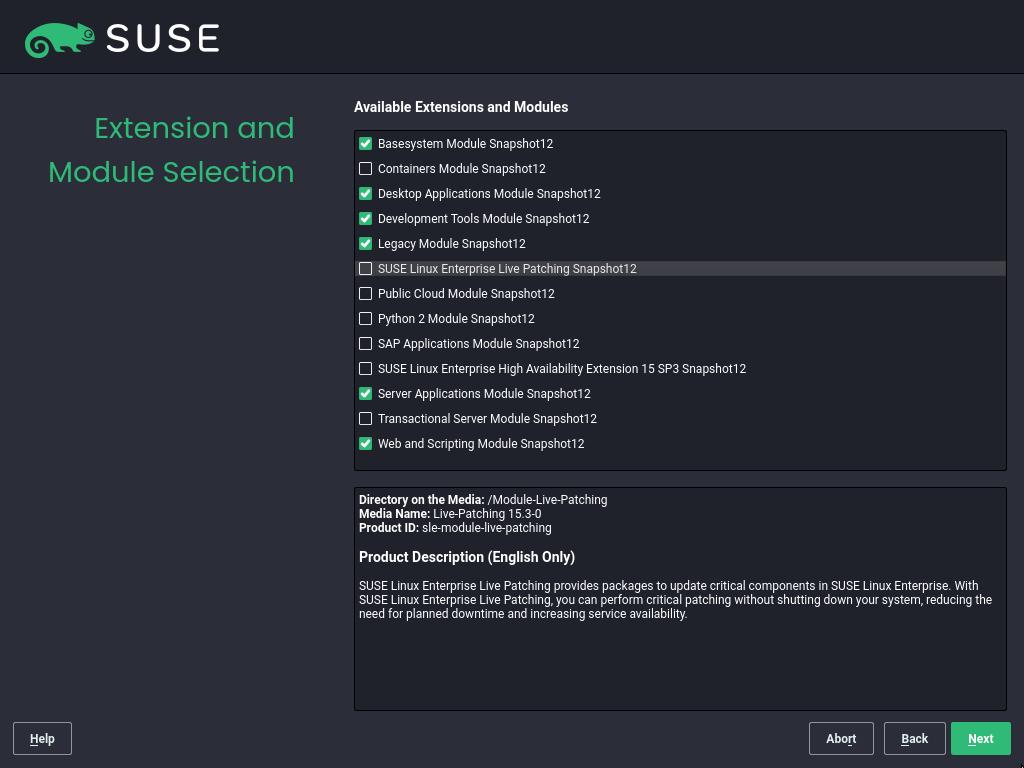 SUSE
Extension and
Module Selection
Available Extensions and Modules
Basesystem Module Snapshot12
Containers Module Snapshot12
Desktop Applications Module Snapshot12
Development Tools Module Snapshot12
Legacy Module Snapshot12
SUSE Linux Enterprise Live Patching Snapshot12
Public Cloud Module Snapshot12
Python 2 Module Snapshot12
SAP Applications Module Snapshot12
SUSE Linux Enterprise High Availability Extension 15 SP3 Snapshot12
Server Applications Module Snapshot12
Transactional Server Module Snapshot12
Web and Scripting Module Snapshot12
Directory on the Media: /Module-Live-Patching
Media Name: Live-Patching 15.3-0
Product ID: sle-module-live-patching
Product Description (English Only)
SUSE Linux Enterprise Live Patching provides packages to update critical components in SUSE Linux Enterprise. With
SUSE Linux Enterprise Live Patching, you can perform critical patching without shutting down your system, reducing the
need for planned downtime and increasing service availability.
Help
Abort
Back
Next